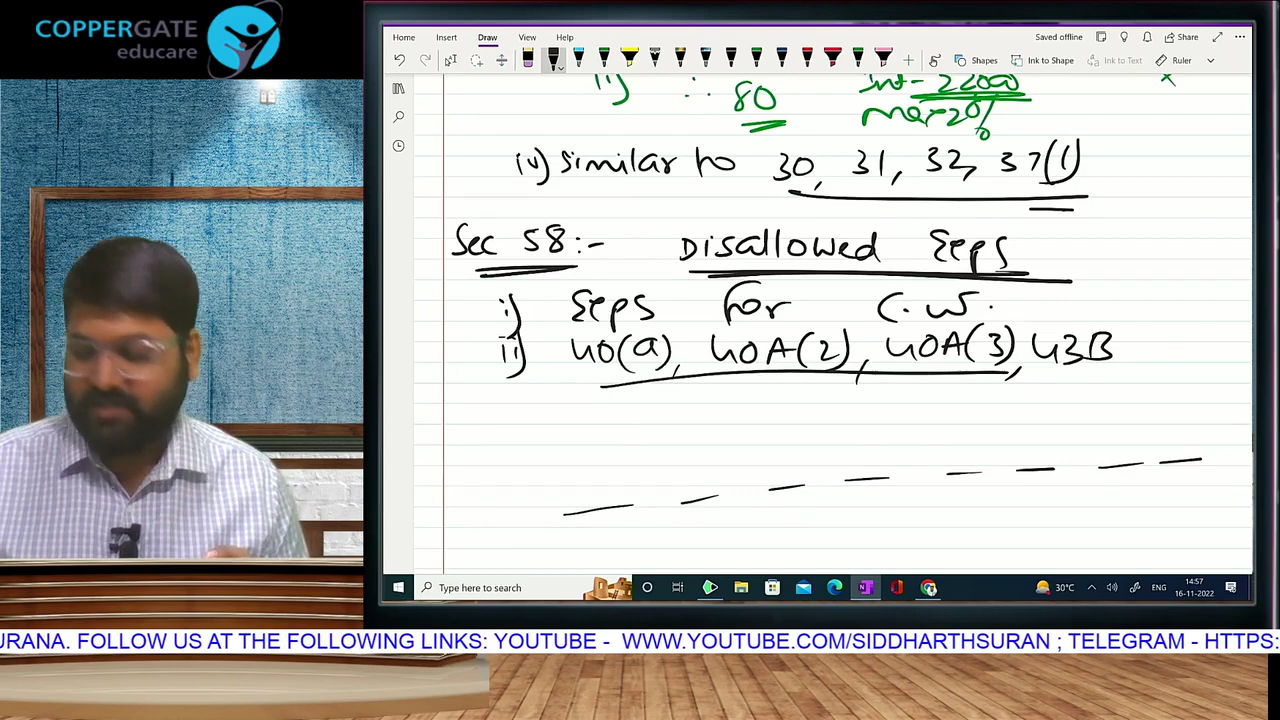 COPPERGATE
educare
Home Insert Draw View Help
Saved offline
Share
Shapes
Ink to Shape
Ink to Text
Ruler
ii) ∴ 80 Int- 22000
max 20%
iv) Similar to 30, 31, 32, 37(1)
Sec 58:- Disallowed Exps
i) Exps for C.W.
ii) 40(a), 40A(2), 40A(3), 43B
Type here to search
30°C
ENG
14:57
16-11-2022
URANA. FOLLOW US AT THE FOLLOWING LINKS: YOUTUBE - WWW.YOUTUBE.COM/SIDDHARTHSURAN ; TELEGRAM - HTTPS: